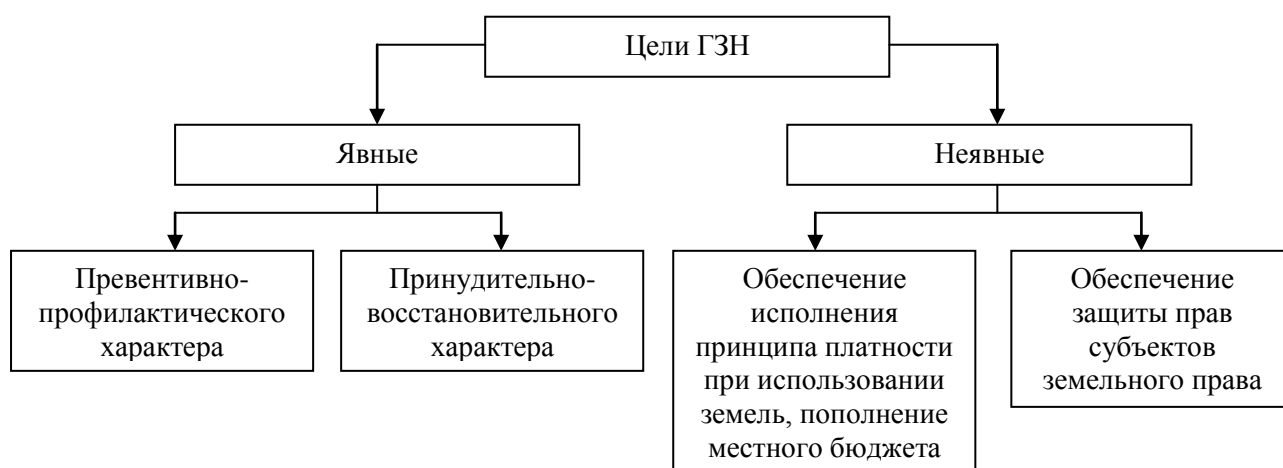 Цели ГЗН
Явные
Неявные
Превентивно-
профилактического
характера
Принудительно-
восстановительного
характера
Обеспечение
исполнения
принципа платности
при использовании
земель, пополнение
местного бюджета
Обеспечение
защиты прав
субъектов
земельного права